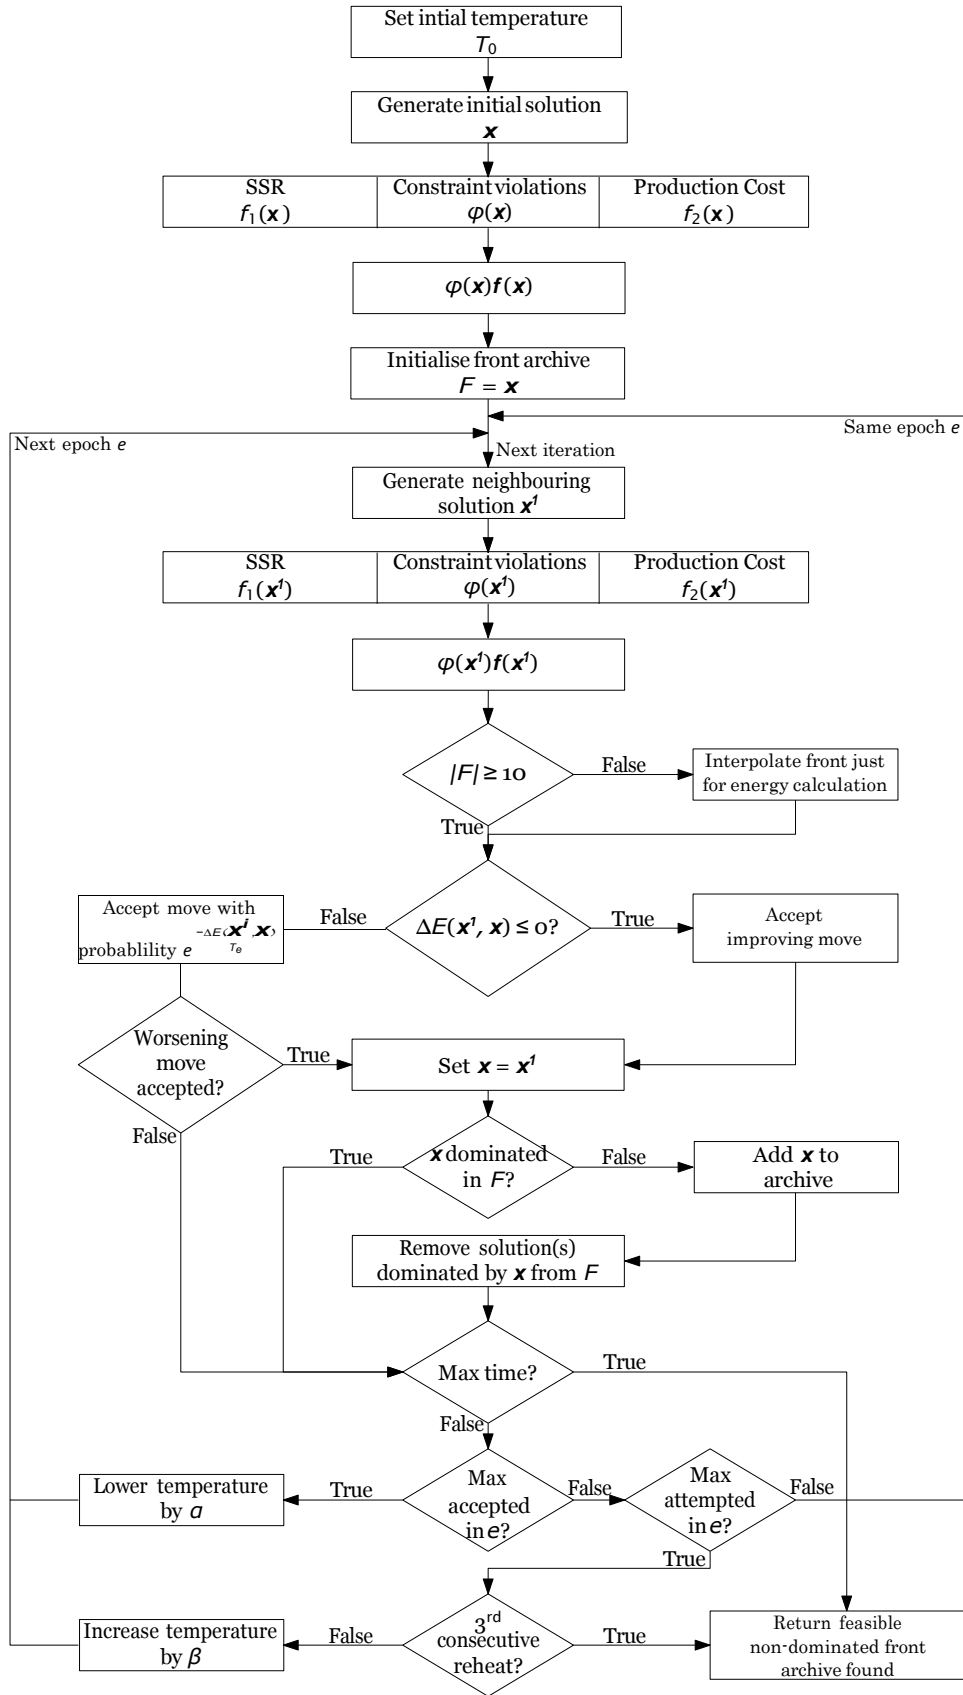 Set intial temperature
T₀
Generate initial solution
x
SSR
f₁(x)
Constraint violations
φ(x)
Production Cost
f₂(x)
φ(x)f(x)
Initialise front archive
F = x
Same epoch e
Next epoch e
Next iteration
Generate neighbouring
solution x¹
SSR
f₁(x¹)
Constraint violations
φ(x¹)
Production Cost
f₂(x¹)
φ(x¹)f(x¹)
|F| ≥ 10
False
Interpolate front just
for energy calculation
True
Accept move with
probablility e −ΔE(xⁱ,x) Tₑ
False
ΔE(x¹, x) ≤ 0?
True
Accept
improving move
Worsening
move
accepted?
True
Set x = x¹
False
True
x dominated
in F?
False
Add x to
archive
Remove solution(s)
dominated by x from F
Max time?
True
False
Lower temperature
by α
True
Max
accepted
in e?
False
Max
attempted
in e?
False
True
Increase temperature
by β
False
3rd
consecutive
reheat?
True
Return feasible
non-dominated front
archive found